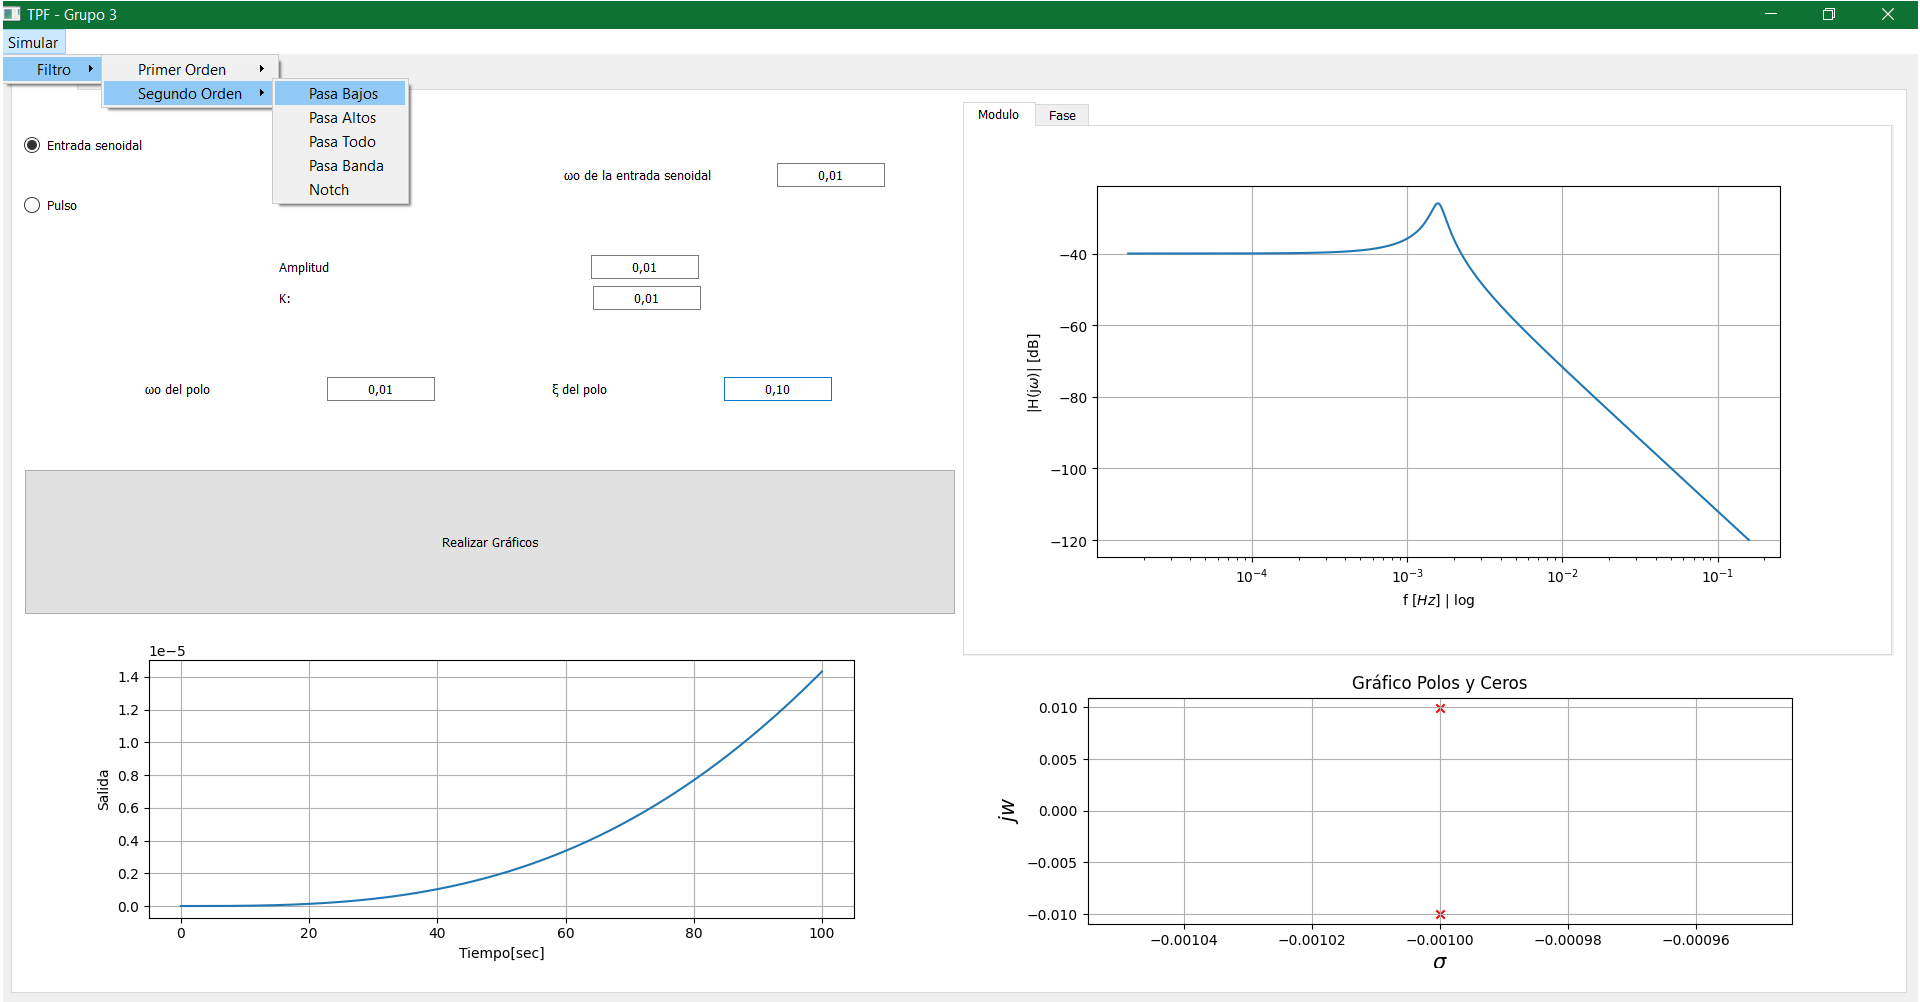 TPF - Grupo 3
Simular
Filtro
Primer Orden
Segundo Orden
Pasa Bajos
Pasa Altos
Pasa Todo
Pasa Banda
Notch
Entrada senoidal
Pulso
ωo de la entrada senoidal
0,01
Amplitud
0,01
K:
0,01
ωo del polo
0,01
ξ del polo
0,10
Realizar Gráficos
1e−5
1.4
1.2
1.0
0.8
0.6
0.4
0.2
0.0
Salida
0 20 40 60 80 100
Tiempo[sec]
Modulo
Fase
−40
−60
−80
−100
−120
|H(jω)| [dB]
10⁻⁴ 10⁻³ 10⁻² 10⁻¹
f [Hz] | log
Gráfico Polos y Ceros
0.010
0.005
0.000
−0.005
−0.010
jw
−0.00104 −0.00102 −0.00100 −0.00098 −0.00096
σ